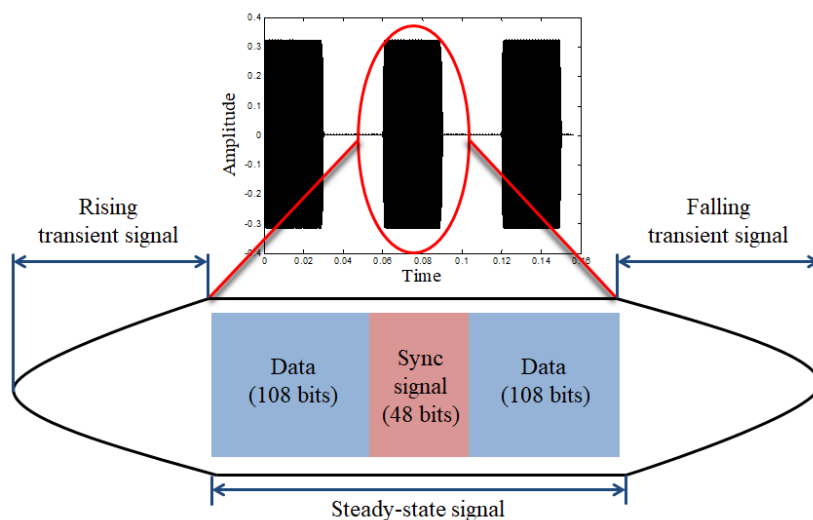 0.4
0.3
0.2
0.1
0
-0.1
-0.2
-0.3
-0.4
Amplitude
0 0.02 0.04 0.06 0.08 0.1 0.12 0.14 0.16
Time
Rising
transient signal
Falling
transient signal
Data
(108 bits)
Sync
signal
(48 bits)
Data
(108 bits)
Steady-state signal